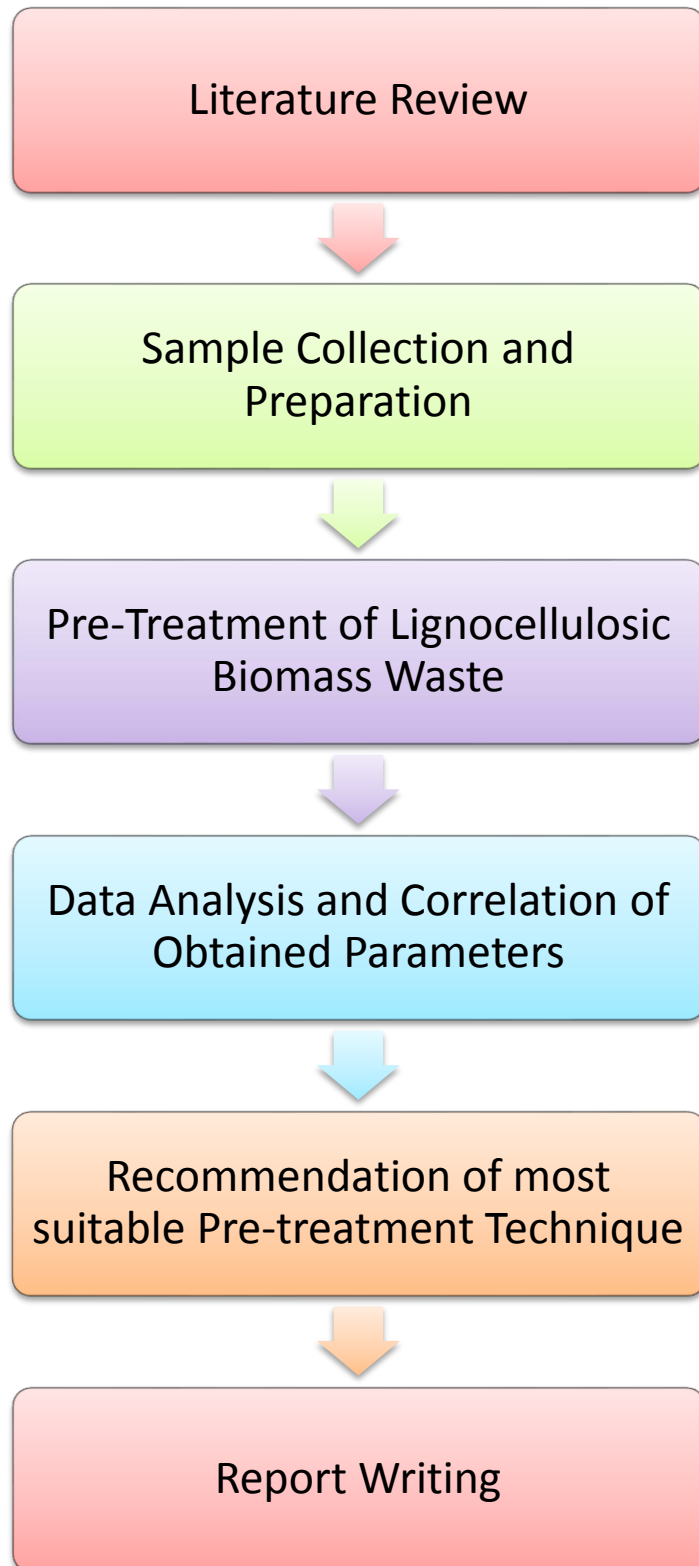 Literature Review
Sample Collection and
Preparation
Pre-Treatment of Lignocellulosic
Biomass Waste
Data Analysis and Correlation of
Obtained Parameters
Recommendation of most
suitable Pre-treatment Technique
Report Writing